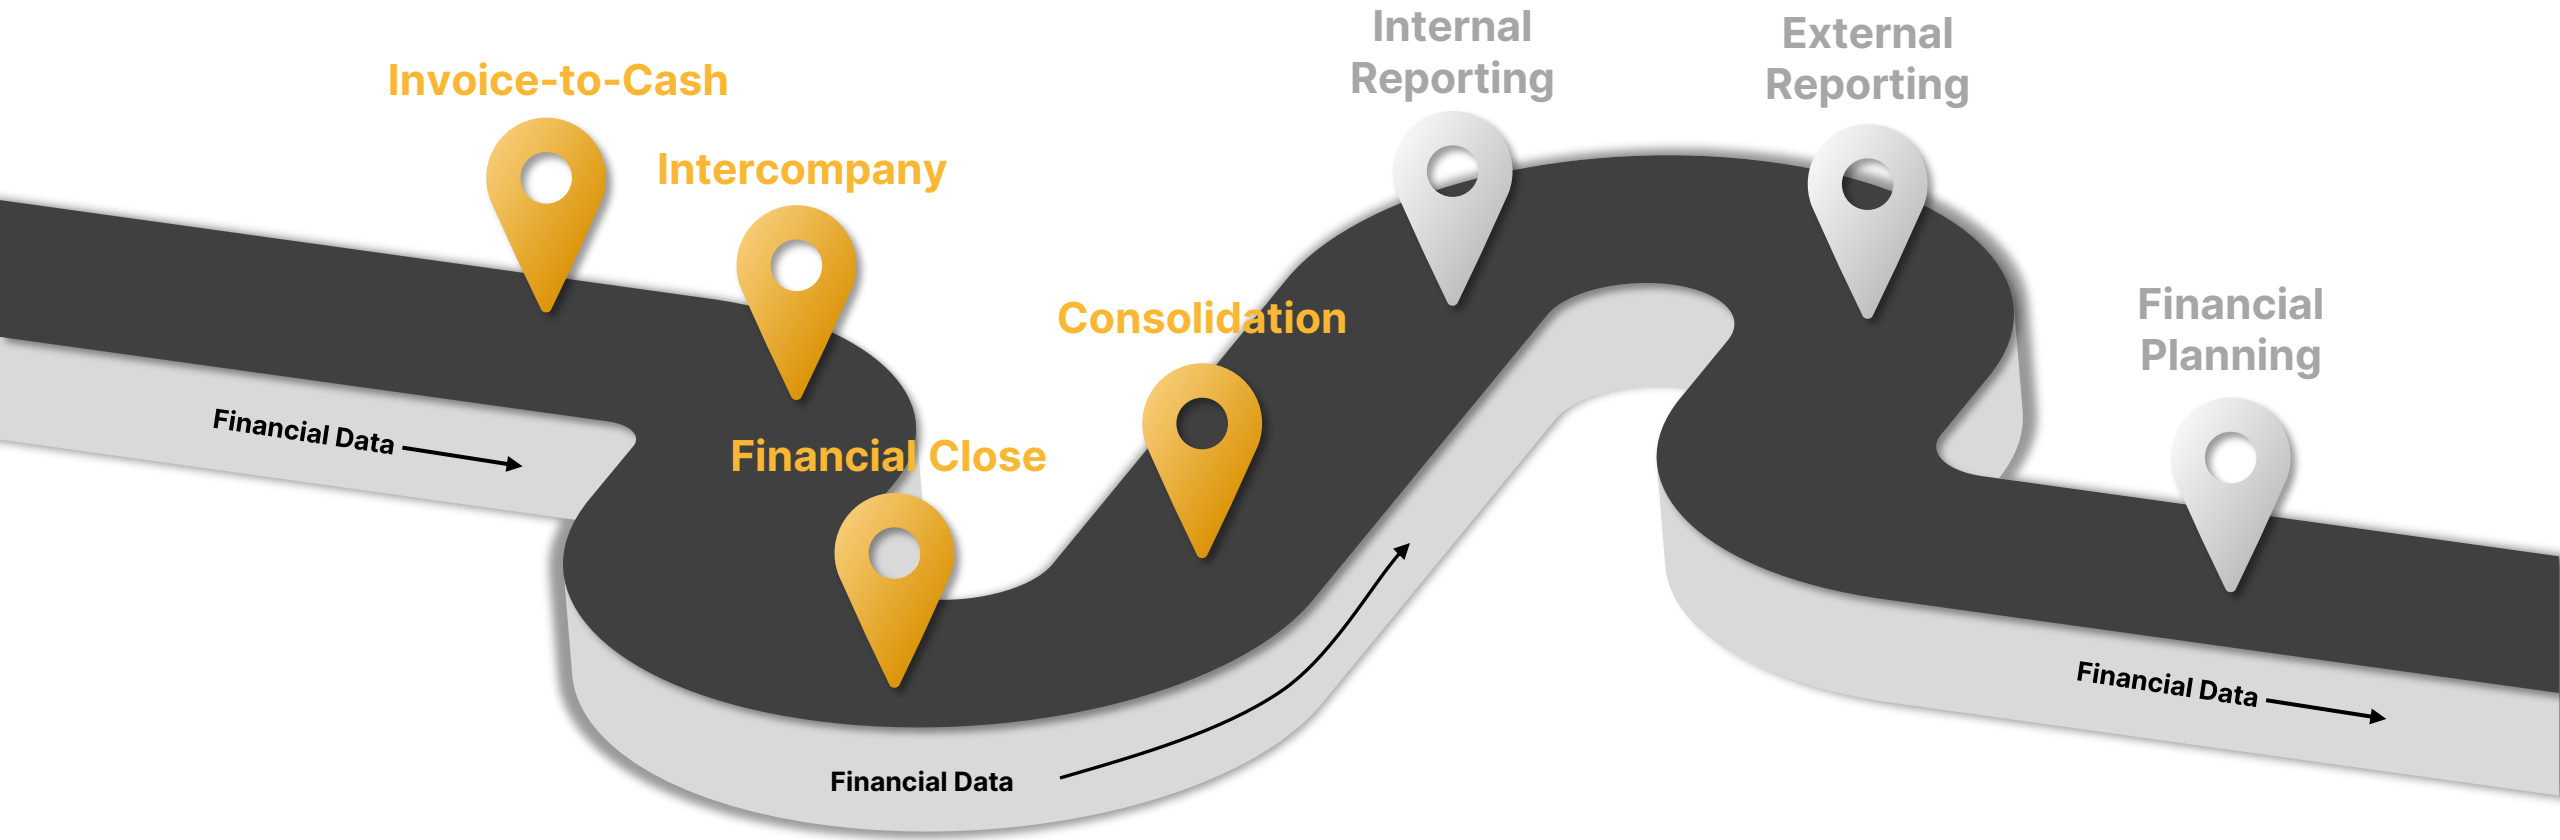 Invoice-to-Cash
Intercompany
Financial Close
Consolidation
Internal
Reporting
External
Reporting
Financial
Planning
Financial Data
Financial Data
Financial Data